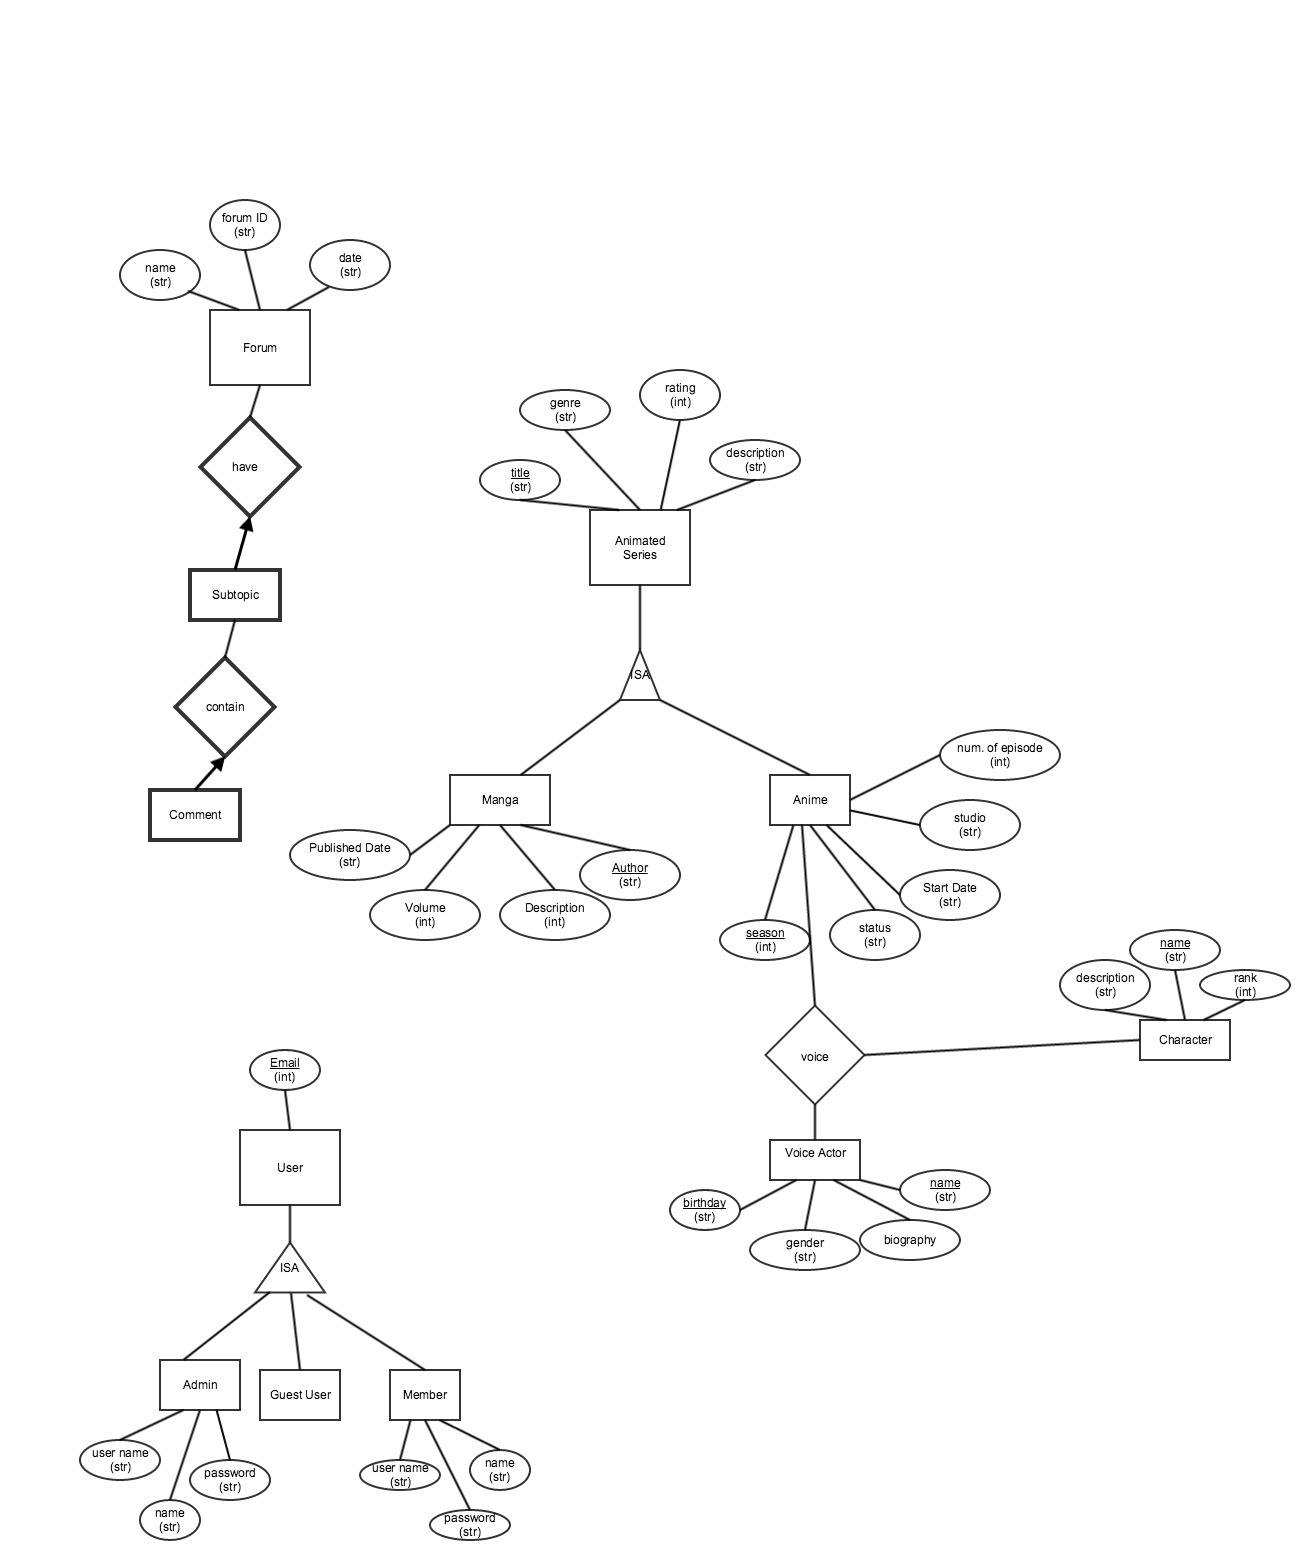 forum ID
(str)
name
(str)
date
(str)
Forum
have
Subtopic
contain
Comment
rating
(int)
genre
(str)
description
(str)
title
(str)
Animated
Series
ISA
Manga
Published Date
(str)
Volume
(int)
Description
(int)
Author
(str)
Anime
num. of episode
(int)
studio
(str)
Start Date
(str)
status
(str)
season
(int)
voice
name
(str)
description
(str)
rank
(int)
Character
Voice Actor
birthday
(str)
gender
(str)
biography
name
(str)
Email
(int)
User
ISA
Admin
Guest User
Member
user name
(str)
name
(str)
password
(str)
user name
(str)
name
(str)
password
(str)